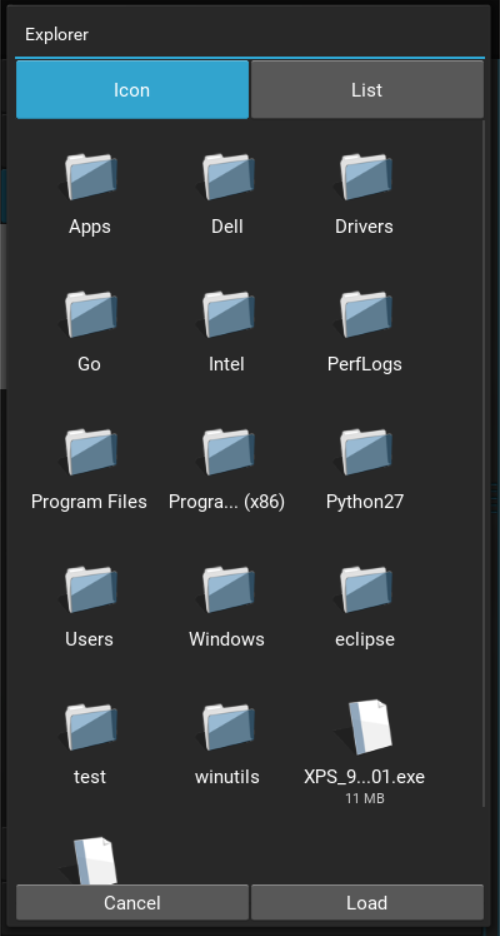 Explorer
Icon List
Apps Dell Drivers
Go Intel PerfLogs
Program Files Progra... (x86) Python27
Users Windows eclipse
test winutils XPS_9...01.exe
11 MB
Cancel Load